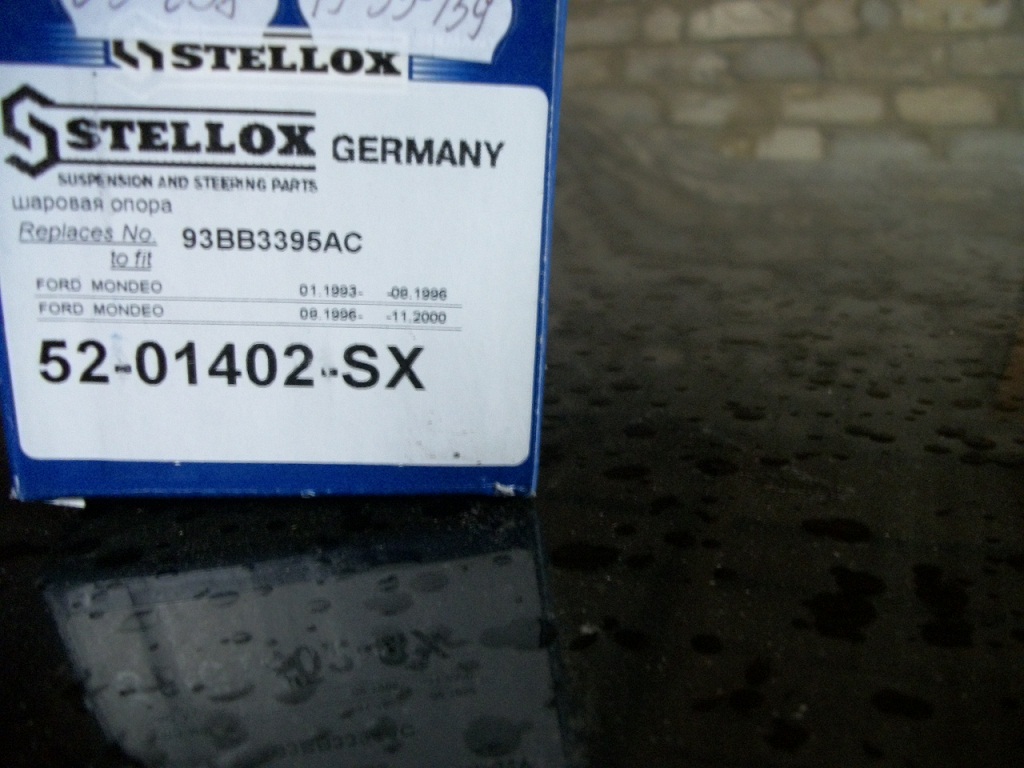 STELLOX
STELLOX GERMANY
SUSPENSION AND STEERING PARTS
шаровая опора
Replaces No. 93BB3395AC
to fit
FORD MONDEO 01.1993- -08.1996
FORD MONDEO 08.1996- -11.2000
52-01402-SX